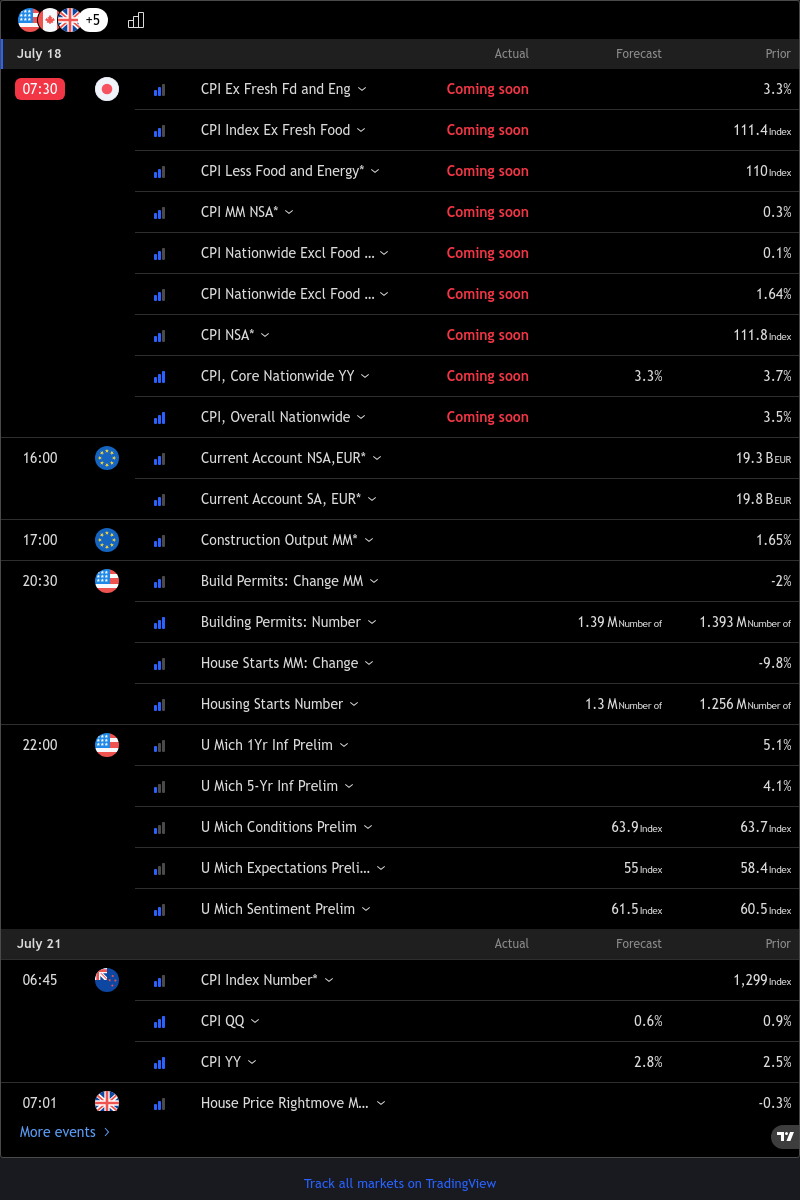 +5
July 18 Actual Forecast Prior
07:30 CPI Ex Fresh Fd and Eng Coming soon 3.3%
CPI Index Ex Fresh Food Coming soon 111.4 Index
CPI Less Food and Energy* Coming soon 110 Index
CPI MM NSA* Coming soon 0.3%
CPI Nationwide Excl Food ... Coming soon 0.1%
CPI Nationwide Excl Food ... Coming soon 1.64%
CPI NSA* Coming soon 111.8 Index
CPI, Core Nationwide YY Coming soon 3.3% 3.7%
CPI, Overall Nationwide Coming soon 3.5%
16:00 Current Account NSA,EUR* 19.3 B EUR
Current Account SA, EUR* 19.8 B EUR
17:00 Construction Output MM* 1.65%
20:30 Build Permits: Change MM -2%
Building Permits: Number 1.39 M Number of 1.393 M Number of
House Starts MM: Change -9.8%
Housing Starts Number 1.3 M Number of 1.256 M Number of
22:00 U Mich 1Yr Inf Prelim 5.1%
U Mich 5-Yr Inf Prelim 4.1%
U Mich Conditions Prelim 63.9 Index 63.7 Index
U Mich Expectations Preli... 55 Index 58.4 Index
U Mich Sentiment Prelim 61.5 Index 60.5 Index
July 21 Actual Forecast Prior
06:45 CPI Index Number* 1,299 Index
CPI QQ 0.6% 0.9%
CPI YY 2.8% 2.5%
07:01 House Price Rightmove M... -0.3%
More events
Track all markets on TradingView